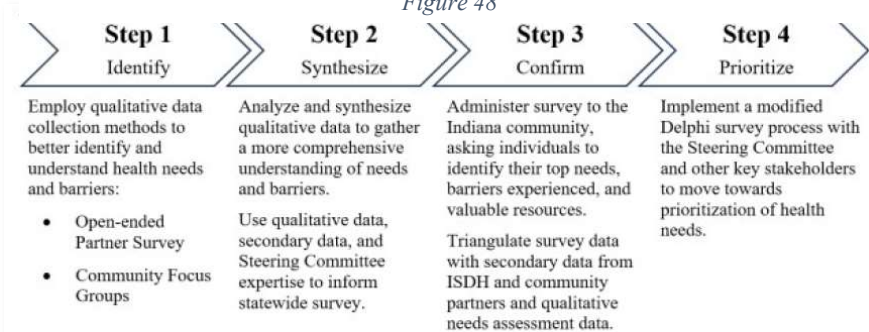 Figure 48
Step 1
Identify
Employ qualitative data
collection methods to
better identify and
understand health needs
and barriers:
• Open-ended
Partner Survey
• Community Focus
Groups
Step 2
Synthesize
Analyze and synthesize
qualitative data to gather
a more comprehensive
understanding of needs
and barriers.
Use qualitative data,
secondary data, and
Steering Committee
expertise to inform
statewide survey.
Step 3
Confirm
Administer survey to the
Indiana community,
asking individuals to
identify their top needs,
barriers experienced, and
valuable resources.
Triangulate survey data
with secondary data from
ISDH and community
partners and qualitative
needs assessment data.
Step 4
Prioritize
Implement a modified
Delphi survey process with
the Steering Committee
and other key stakeholders
to move towards
prioritization of health
needs.